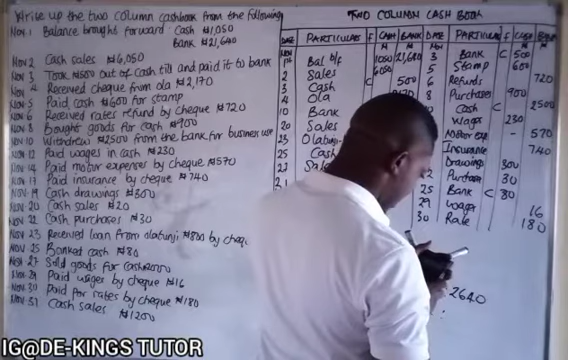 Write up the two column cashbook from the following
Nov. 1 Balance brought forward Cash ₦1,050
Bank ₦21,640
Nov 2 Cash sales ₦6,050
Nov 3 Took ₦500 out of cash till and paid it to bank
Nov 4 Received cheque from ola ₦2,170
Nov 5 Paid cash ₦600 for stamp
Nov 6 Received rates refund by cheque ₦720
Nov 8 Bought goods for cash ₦900
Nov 10 Withdrew ₦2500 from the bank for business use
Nov 12 Paid wages in cash ₦230
Nov 14 Paid motor expenses by cheque ₦570
Nov 17 Paid insurance by cheque ₦740
Nov 19 Cash drawings ₦300
Nov 20 Cash sales ₦20
Nov 22 Cash purchases ₦30
Nov 23 Received loan from olatunji ₦800 by cheq
Nov 25 Banked cash ₦80
Nov 27 Sold goods for cash
Nov 29 Paid wages by cheque ₦16
Nov 30 Paid for rates by cheque ₦180
Nov 31 Cash sales ₦1200
TWO COLUMN CASH BOOK
DATE PARTICULARS F CASH BANK DATE PARTICULARS F CASH BANK
Nov ₦ ₦ ₦ ₦
1st Bal b/f 1050 21,640 3 Bank C 500
2 Sales 6050 5 Stamp 600
3 Cash C 500 6 Refunds 720
4 Ola 8 Purchases 900
10 Bank Cash C 2500
20 Sales Wages 230
23 Olatunji Motor exp - 570
25 Cash Insurance 740
27 Drawings 300
22 Purchases 30
25 Bank C 80
29 Wages 16
30 Rate 180
2640
IG@DE-KINGS TUTOR